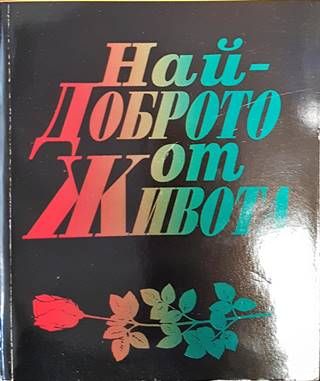 Най-
Доброто
от
Живота